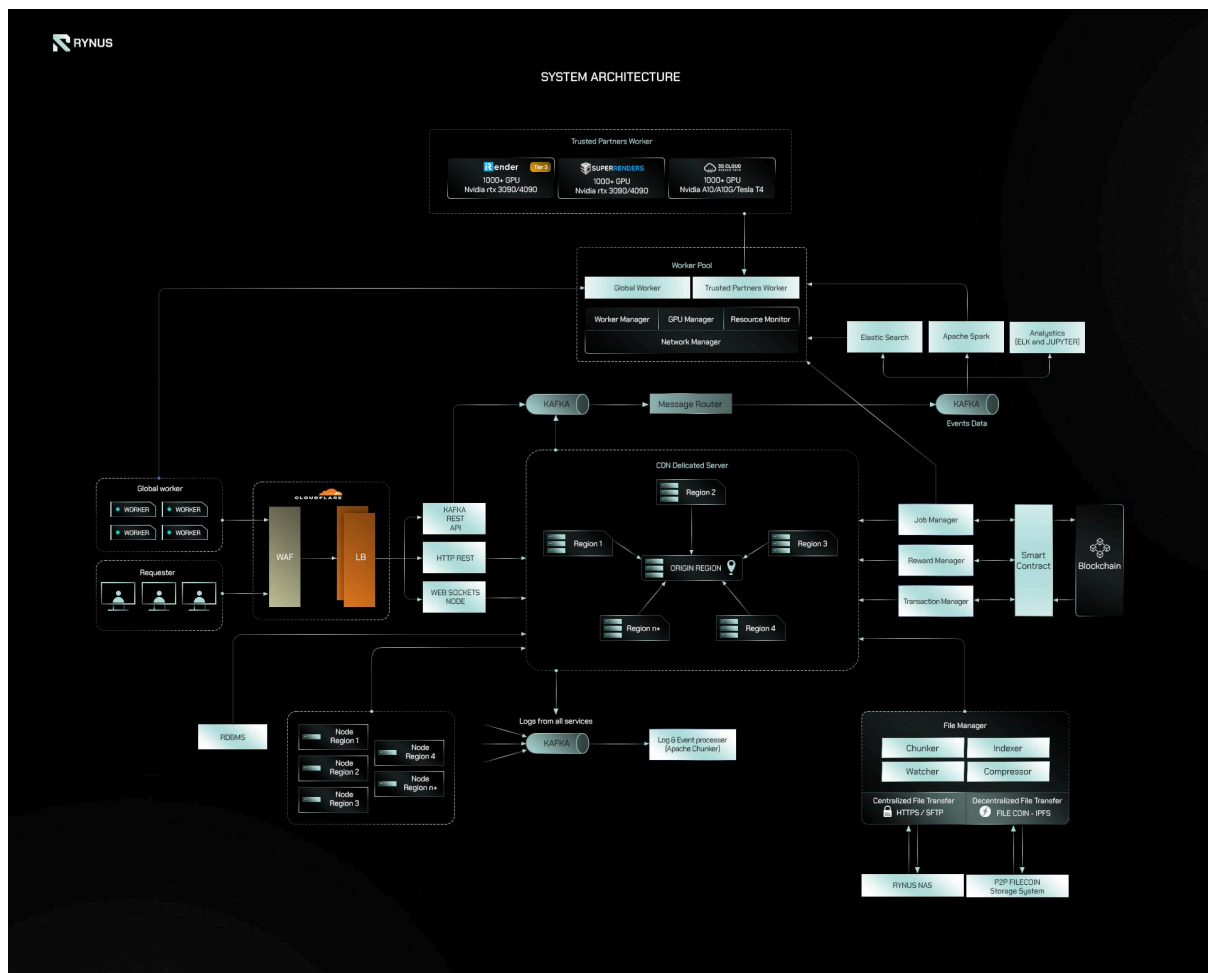 RYNUS
SYSTEM ARCHITECTURE
Trusted Partners Worker
iRender
Tier 3
1000+ GPU
Nvidia rtx 3090/4090
SUPERRENDERS
1000+ GPU
Nvidia rtx 3090/4090
3S CLOUD
1000+ GPU
Nvidia A10/A10G/Tesla T4
Worker Pool
Global Worker
Trusted Partners Worker
Worker Manager
GPU Manager
Resource Monitor
Network Manager
Elastic Search
Apache Spark
Analystics
(ELK and JUPYTER)
KAFKA
Message Router
KAFKA
Events Data
Global worker
WORKER
WORKER
WORKER
WORKER
Requester
CLOUDFLARE
WAF
LB
KAFKA
REST
API
HTTP REST
WEB SOCKETS
NODE
CDN Delicated Server
Region 2
Region 1
Region 3
ORIGIN REGION
Region n+
Region 4
Job Manager
Reward Manager
Transaction Manager
Smart
Contract
Blockchain
RDBMS
Node
Region 1
Node
Region 2
Node
Region 3
Node
Region 4
Node
Region n+
Logs from all services
KAFKA
Log & Event processer
(Apache Chunker)
File Manager
Chunker
Indexer
Watcher
Compressor
Centralized File Transfer
HTTPS / SFTP
Decentralized File Transfer
FILE COIN - IPFS
RYNUS NAS
P2P FILECOIN
Storage System